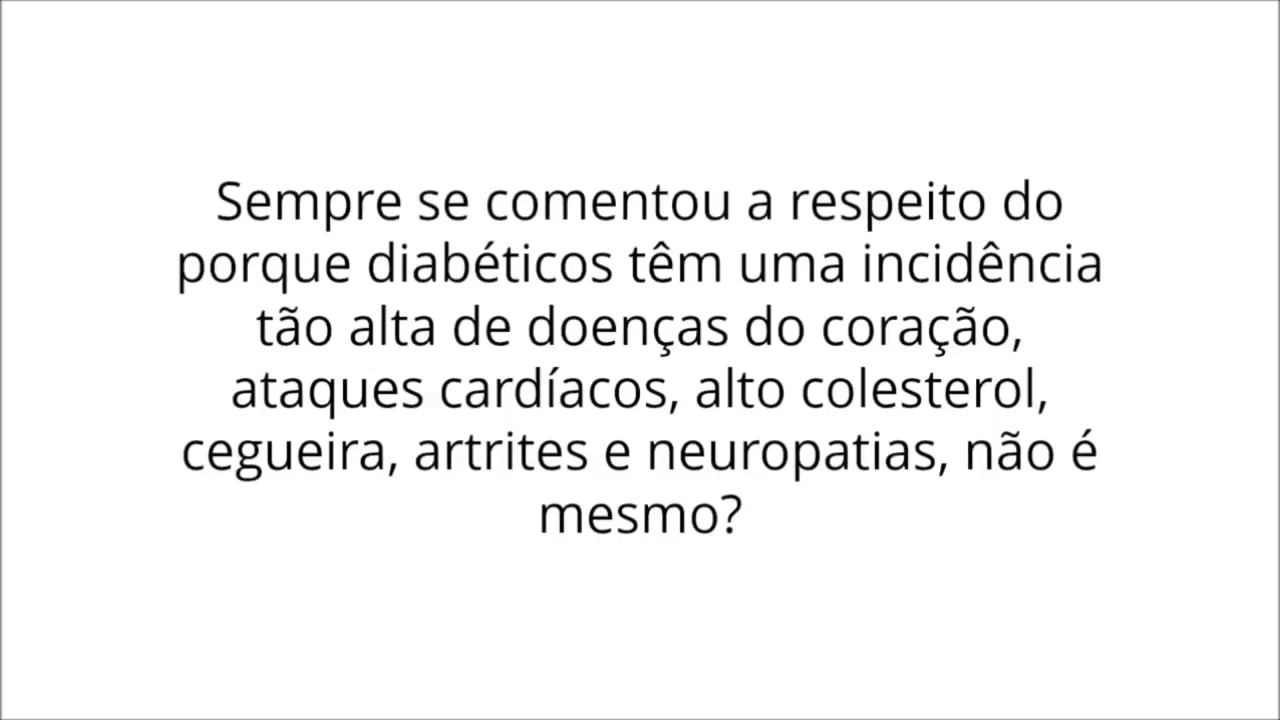 Sempre se comentou a respeito do
porque diabéticos têm uma incidência
tão alta de doenças do coração,
ataques cardíacos, alto colesterol,
cegueira, artrites e neuropatias, não é
mesmo?